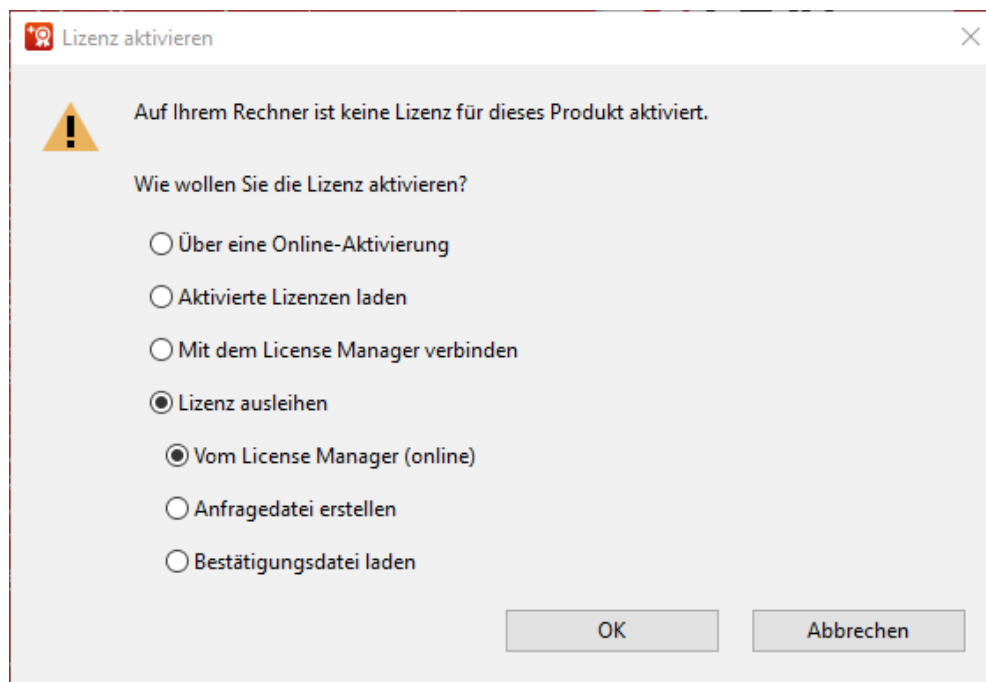 Lizenz aktivieren
Auf Ihrem Rechner ist keine Lizenz für dieses Produkt aktiviert.
Wie wollen Sie die Lizenz aktivieren?
Über eine Online-Aktivierung
Aktivierte Lizenzen laden
Mit dem License Manager verbinden
Lizenz ausleihen
Vom License Manager (online)
Anfragedatei erstellen
Bestätigungsdatei laden
OK Abbrechen